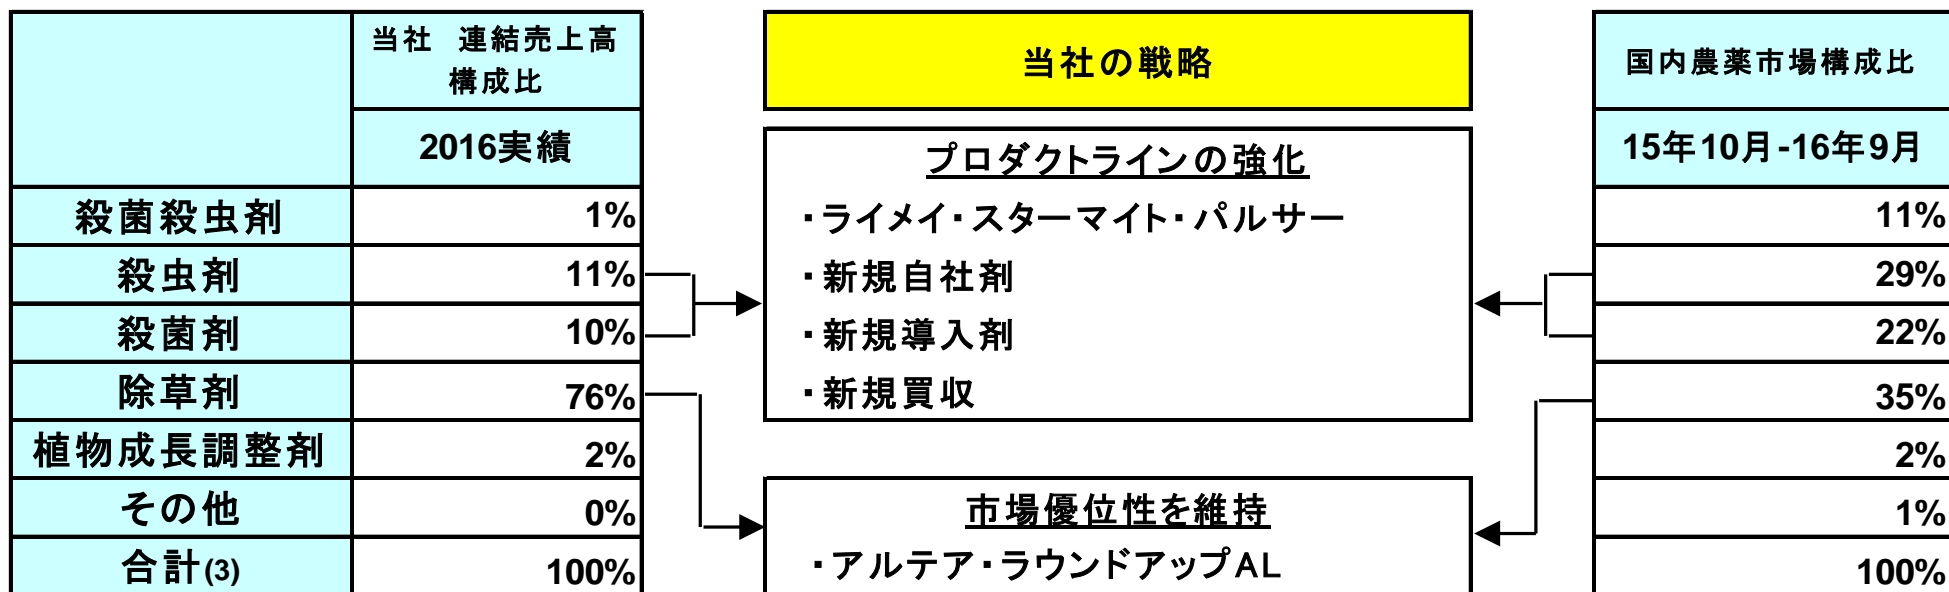 当社　連結売上高
構成比
2016実績
殺菌殺虫剤 1%
殺虫剤 11%
殺菌剤 10%
除草剤 76%
植物成長調整剤 2%
その他 0%
合計(3) 100%
当社の戦略
プロダクトラインの強化
・ライメイ・スターマイト・パルサー
・新規自社剤
・新規導入剤
・新規買収
市場優位性を維持
・アルテア・ラウンドアップAL
国内農薬市場構成比
15年10月-16年9月
11%
29%
22%
35%
2%
1%
100%